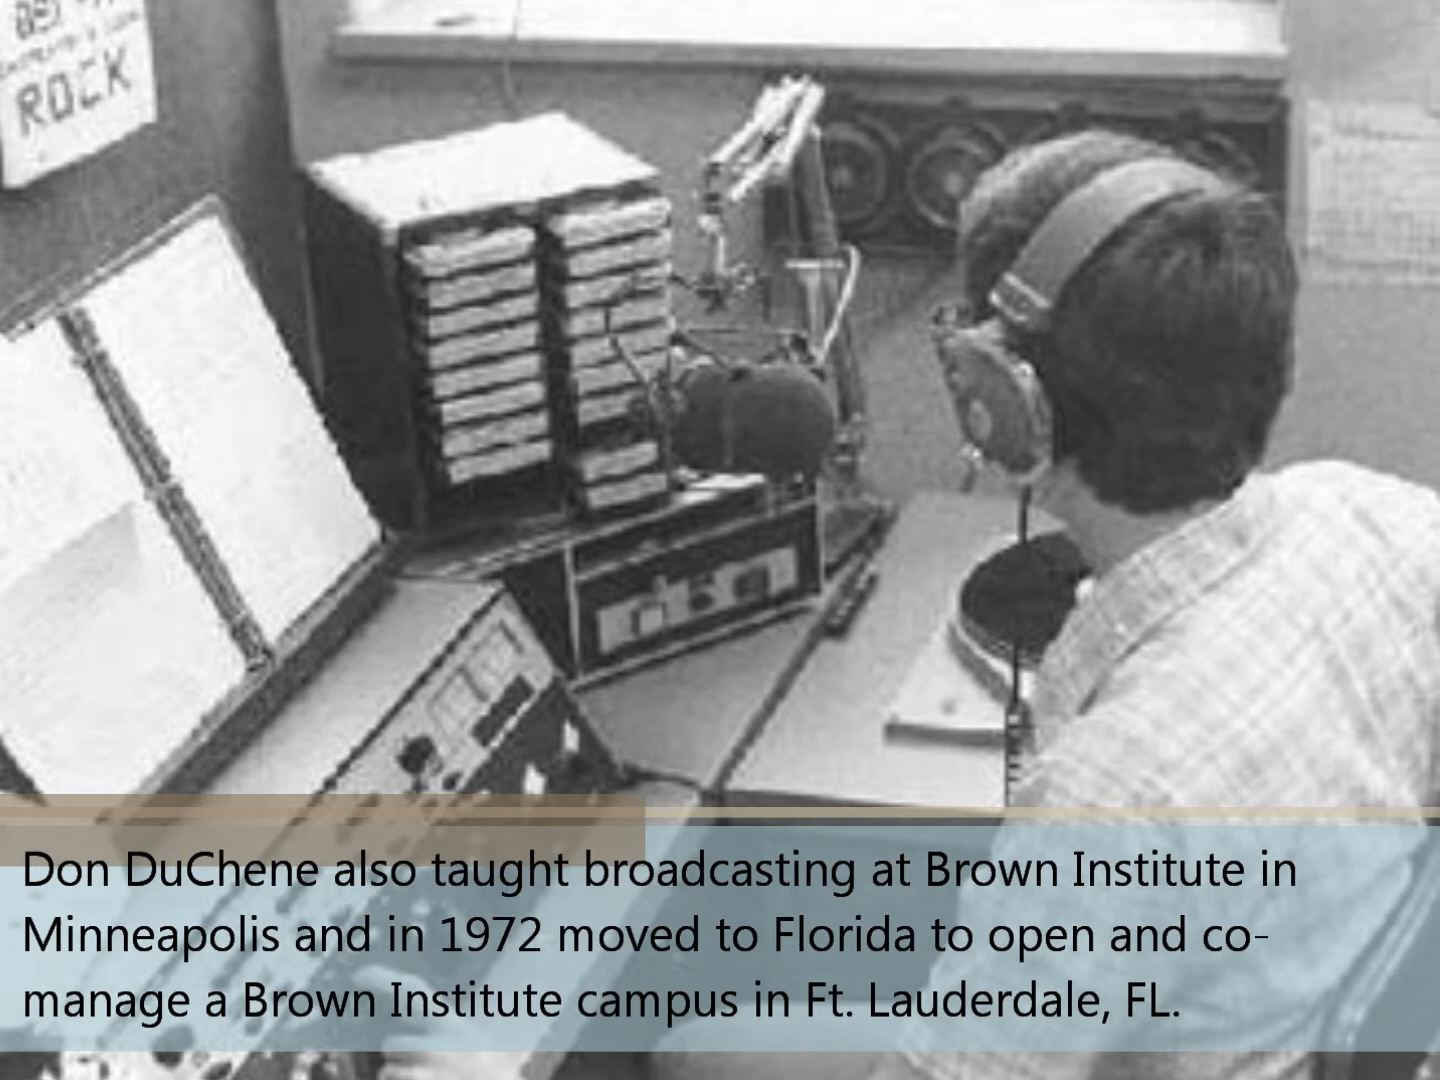 ROCK
Don DuChene also taught broadcasting at Brown Institute in
Minneapolis and in 1972 moved to Florida to open and co-
manage a Brown Institute campus in Ft. Lauderdale, FL.